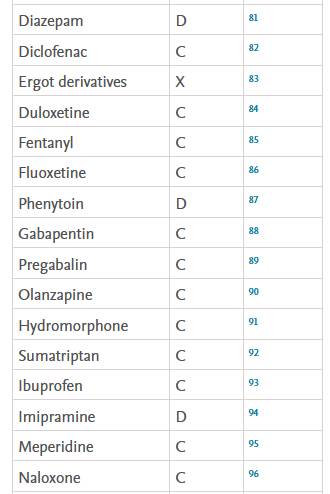 Diazepam D 81
Diclofenac C 82
Ergot derivatives X 83
Duloxetine C 84
Fentanyl C 85
Fluoxetine C 86
Phenytoin D 87
Gabapentin C 88
Pregabalin C 89
Olanzapine C 90
Hydromorphone C 91
Sumatriptan C 92
Ibuprofen C 93
Imipramine D 94
Meperidine C 95
Naloxone C 96